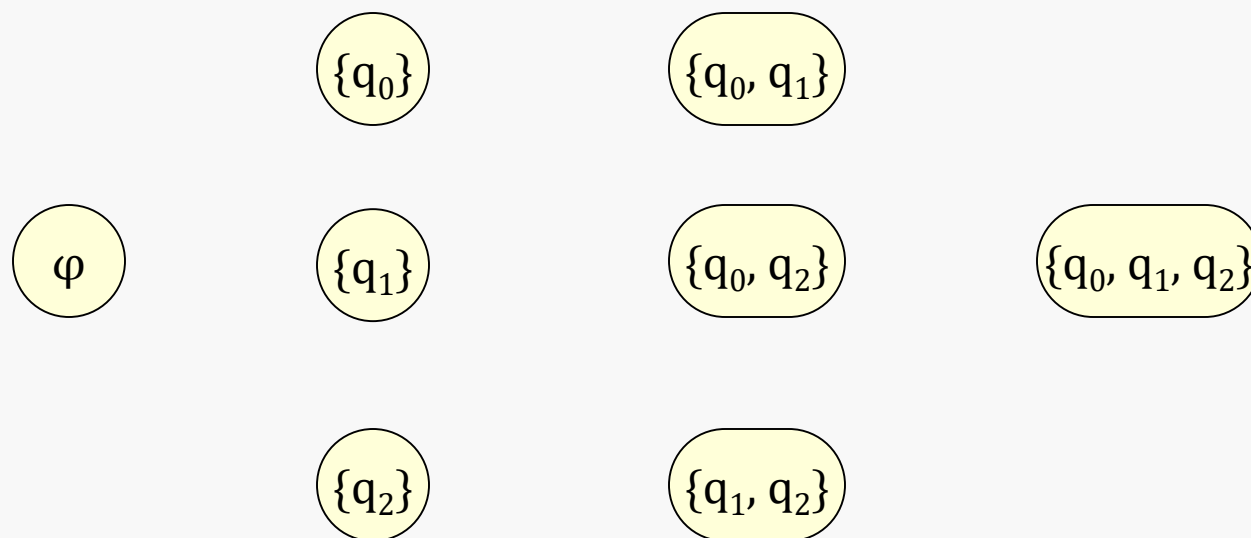 {q₀} {q₀, q₁}
φ {q₁} {q₀, q₂} {q₀, q₁, q₂}
{q₂} {q₁, q₂}